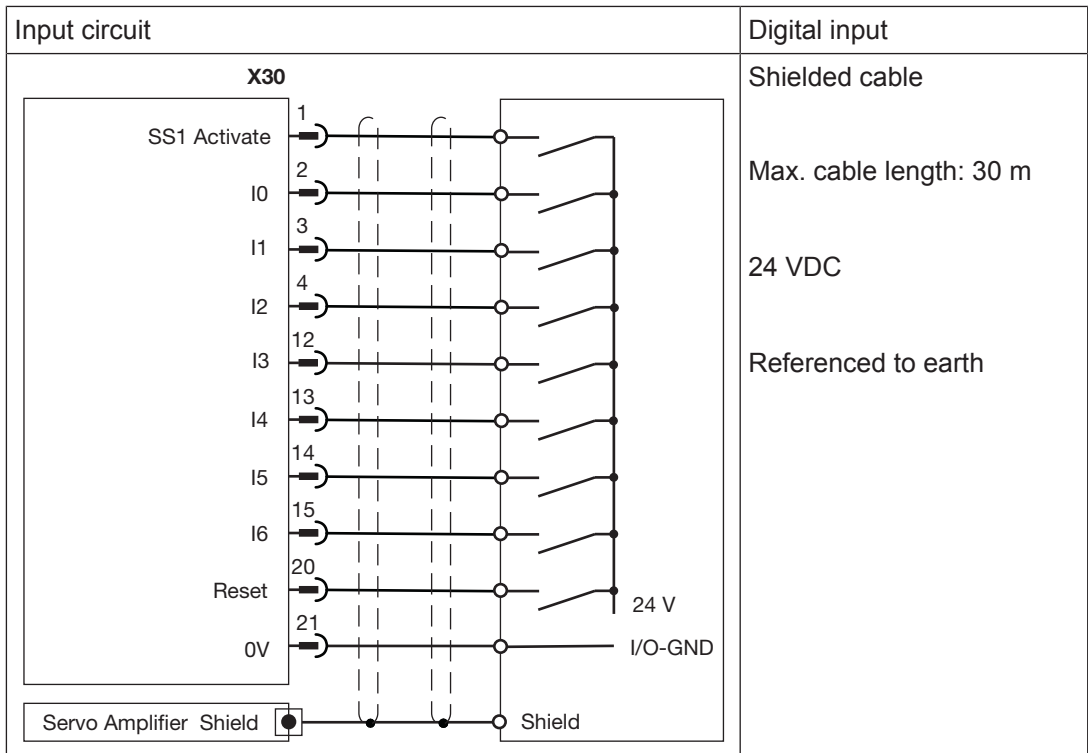 Input circuit
Digital input
X30
Shielded cable
1
SS1 Activate
2
I0
Max. cable length: 30 m
3
I1
24 VDC
4
I2
12
I3
Referenced to earth
13
I4
14
I5
15
I6
20
Reset
24 V
21
0V
I/O-GND
Servo Amplifier Shield
Shield